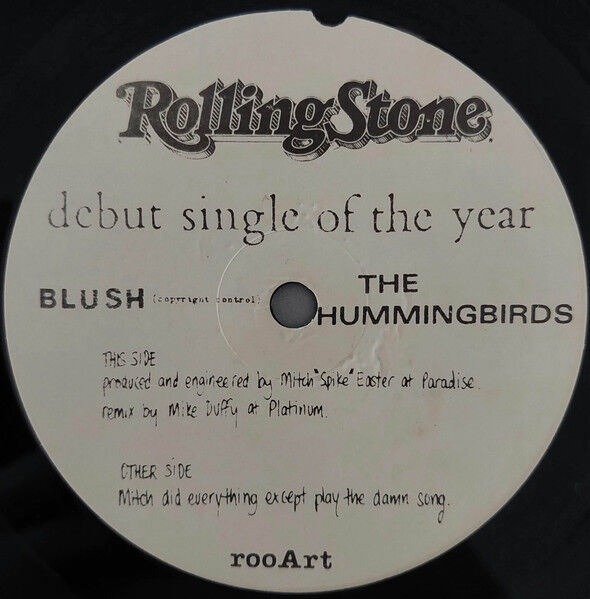 Rolling Stone
debut single of the year
BLUSH (copyright control) THE HUMMINGBIRDS
THIS SIDE
produced and engineered by Mitch "Spike" Easter at Paradise.
remix by Mike Duffy at Platinum.
OTHER SIDE
Mitch did everything except play the damn song.
rooArt